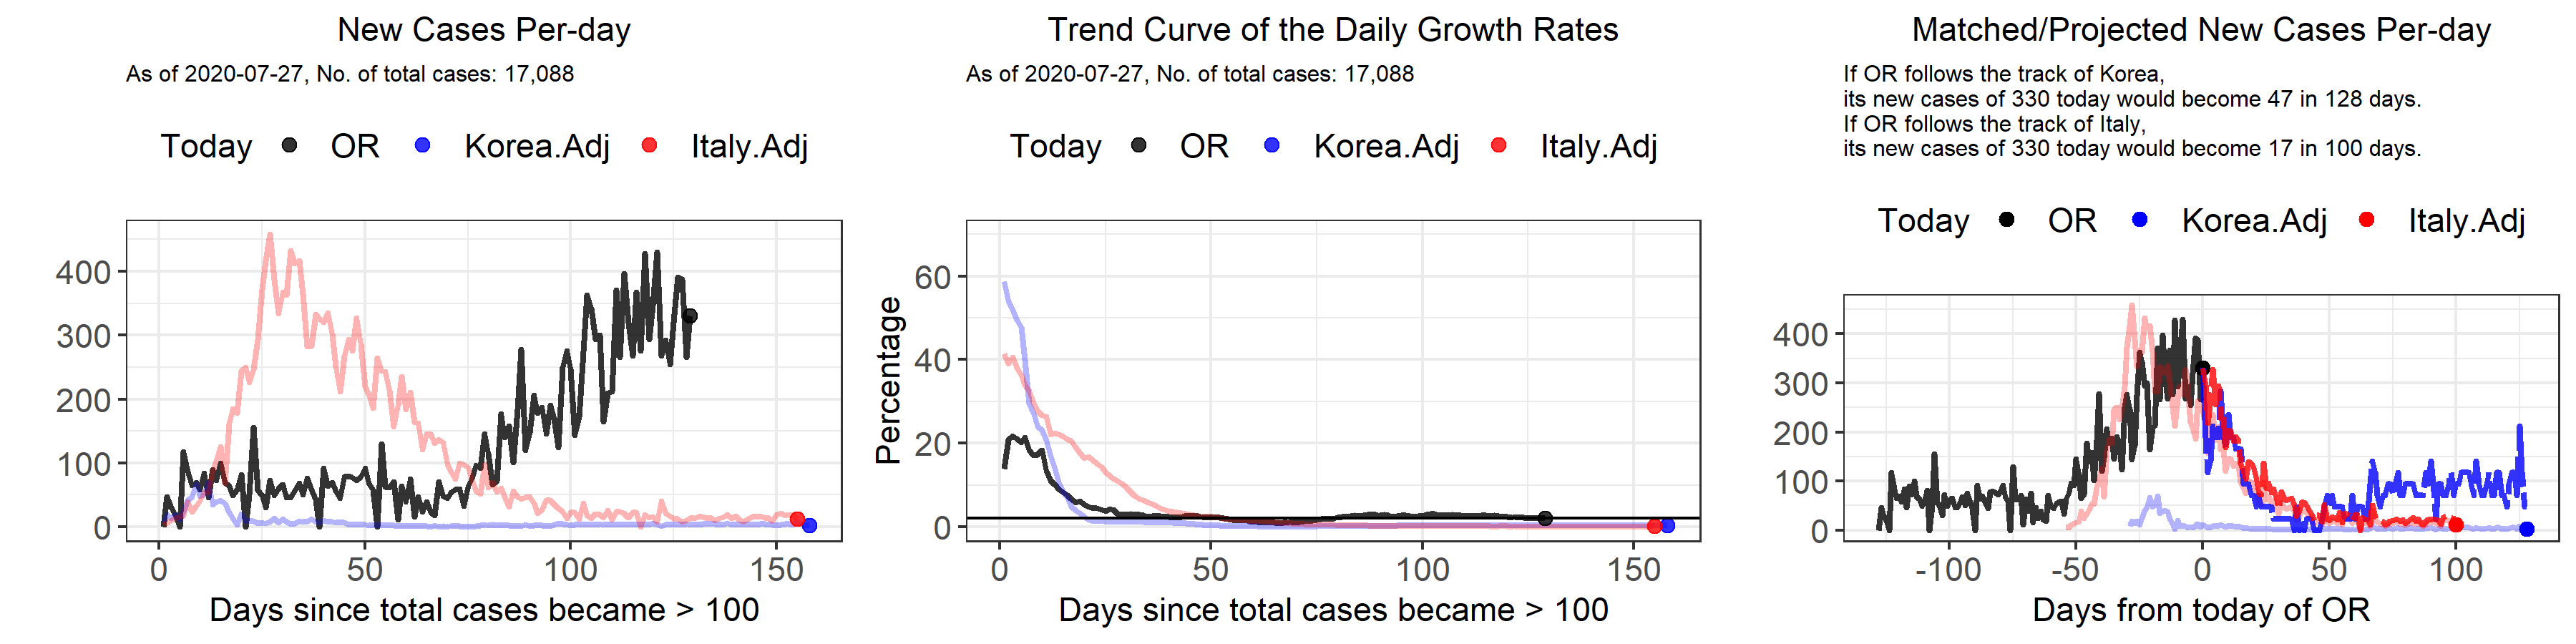 New Cases Per-day
As of 2020-07-27, No. of total cases: 17,088
Today OR Korea.Adj Italy.Adj
400
300
200
100
0
0 50 100 150
Days since total cases became > 100
Trend Curve of the Daily Growth Rates
As of 2020-07-27, No. of total cases: 17,088
Today OR Korea.Adj Italy.Adj
Percentage
60
40
20
0
0 50 100 150
Days since total cases became > 100
Matched/Projected New Cases Per-day
If OR follows the track of Korea,
its new cases of 330 today would become 47 in 128 days.
If OR follows the track of Italy,
its new cases of 330 today would become 17 in 100 days.
Today OR Korea.Adj Italy.Adj
400
300
200
100
0
-100 -50 0 50 100
Days from today of OR